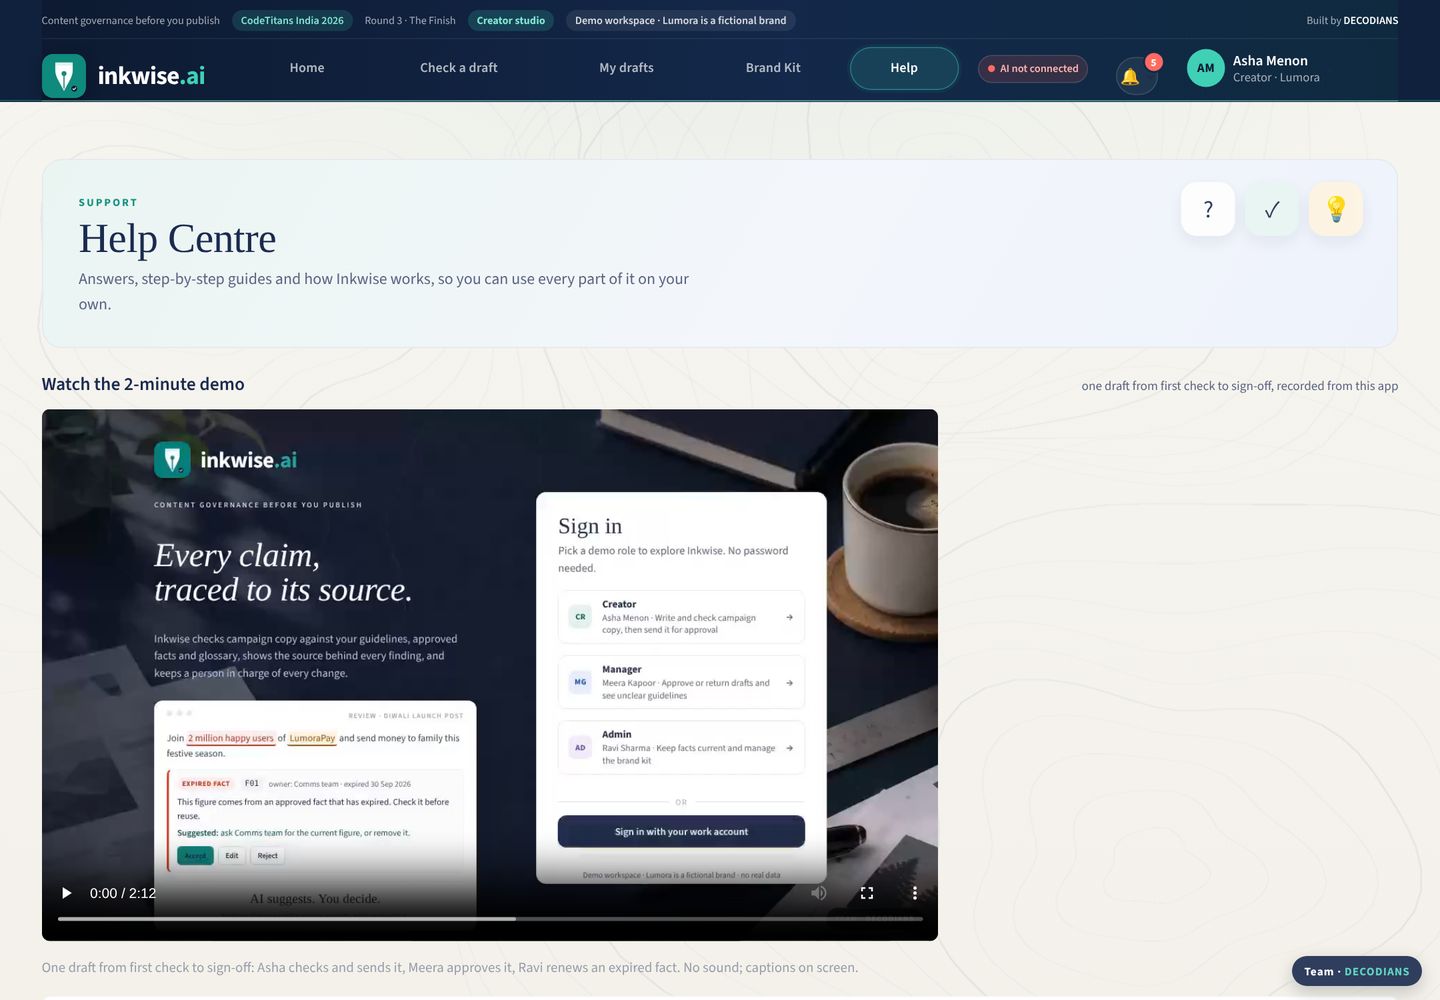 Content governance before you publish
CodeTitans India 2026
Round 3 · The Finish
Creator studio
Demo workspace · Lumora is a fictional brand
Built by DECODIANS
inkwise.ai
Home
Check a draft
My drafts
Brand Kit
Help
AI not connected
5
AM
Asha Menon
Creator · Lumora
SUPPORT
Help Centre
Answers, step-by-step guides and how Inkwise works, so you can use every part of it on your
own.
?
✓
Watch the 2-minute demo
one draft from first check to sign-off, recorded from this app
inkwise.ai
CONTENT GOVERNANCE BEFORE YOU PUBLISH
Every claim,
traced to its source.
Inkwise checks campaign copy against your guidelines, approved
facts and glossary, shows the source behind every finding, and
keeps a person in charge of every change.
REVIEW · DIWALI LAUNCH POST
Join 2 million happy users of LumoraPay and send money to family this
festive season.
EXPIRED FACT
F01
owner: Comms team · expired 30 Sep 2026
This figure comes from an approved fact that has expired. Check it before
reuse.
Suggested: ask Comms team for the current figure, or remove it.
Accept
Edit
Reject
AI suggests. You decide.
Sign in
Pick a demo role to explore Inkwise. No password
needed.
CR
Creator
Asha Menon · Write and check campaign
copy, then send it for approval
→
MG
Manager
Meera Kapoor · Approve or return drafts and
see unclear guidelines
→
AD
Admin
Ravi Sharma · Keep facts current and manage
the brand kit
→
OR
Sign in with your work account
Demo workspace · Lumora is a fictional brand · no real data
0:00 / 2:12
One draft from first check to sign-off: Asha checks and sends it, Meera approves it, Ravi renews an expired fact. No sound; captions on screen.
Team · DECODIANS